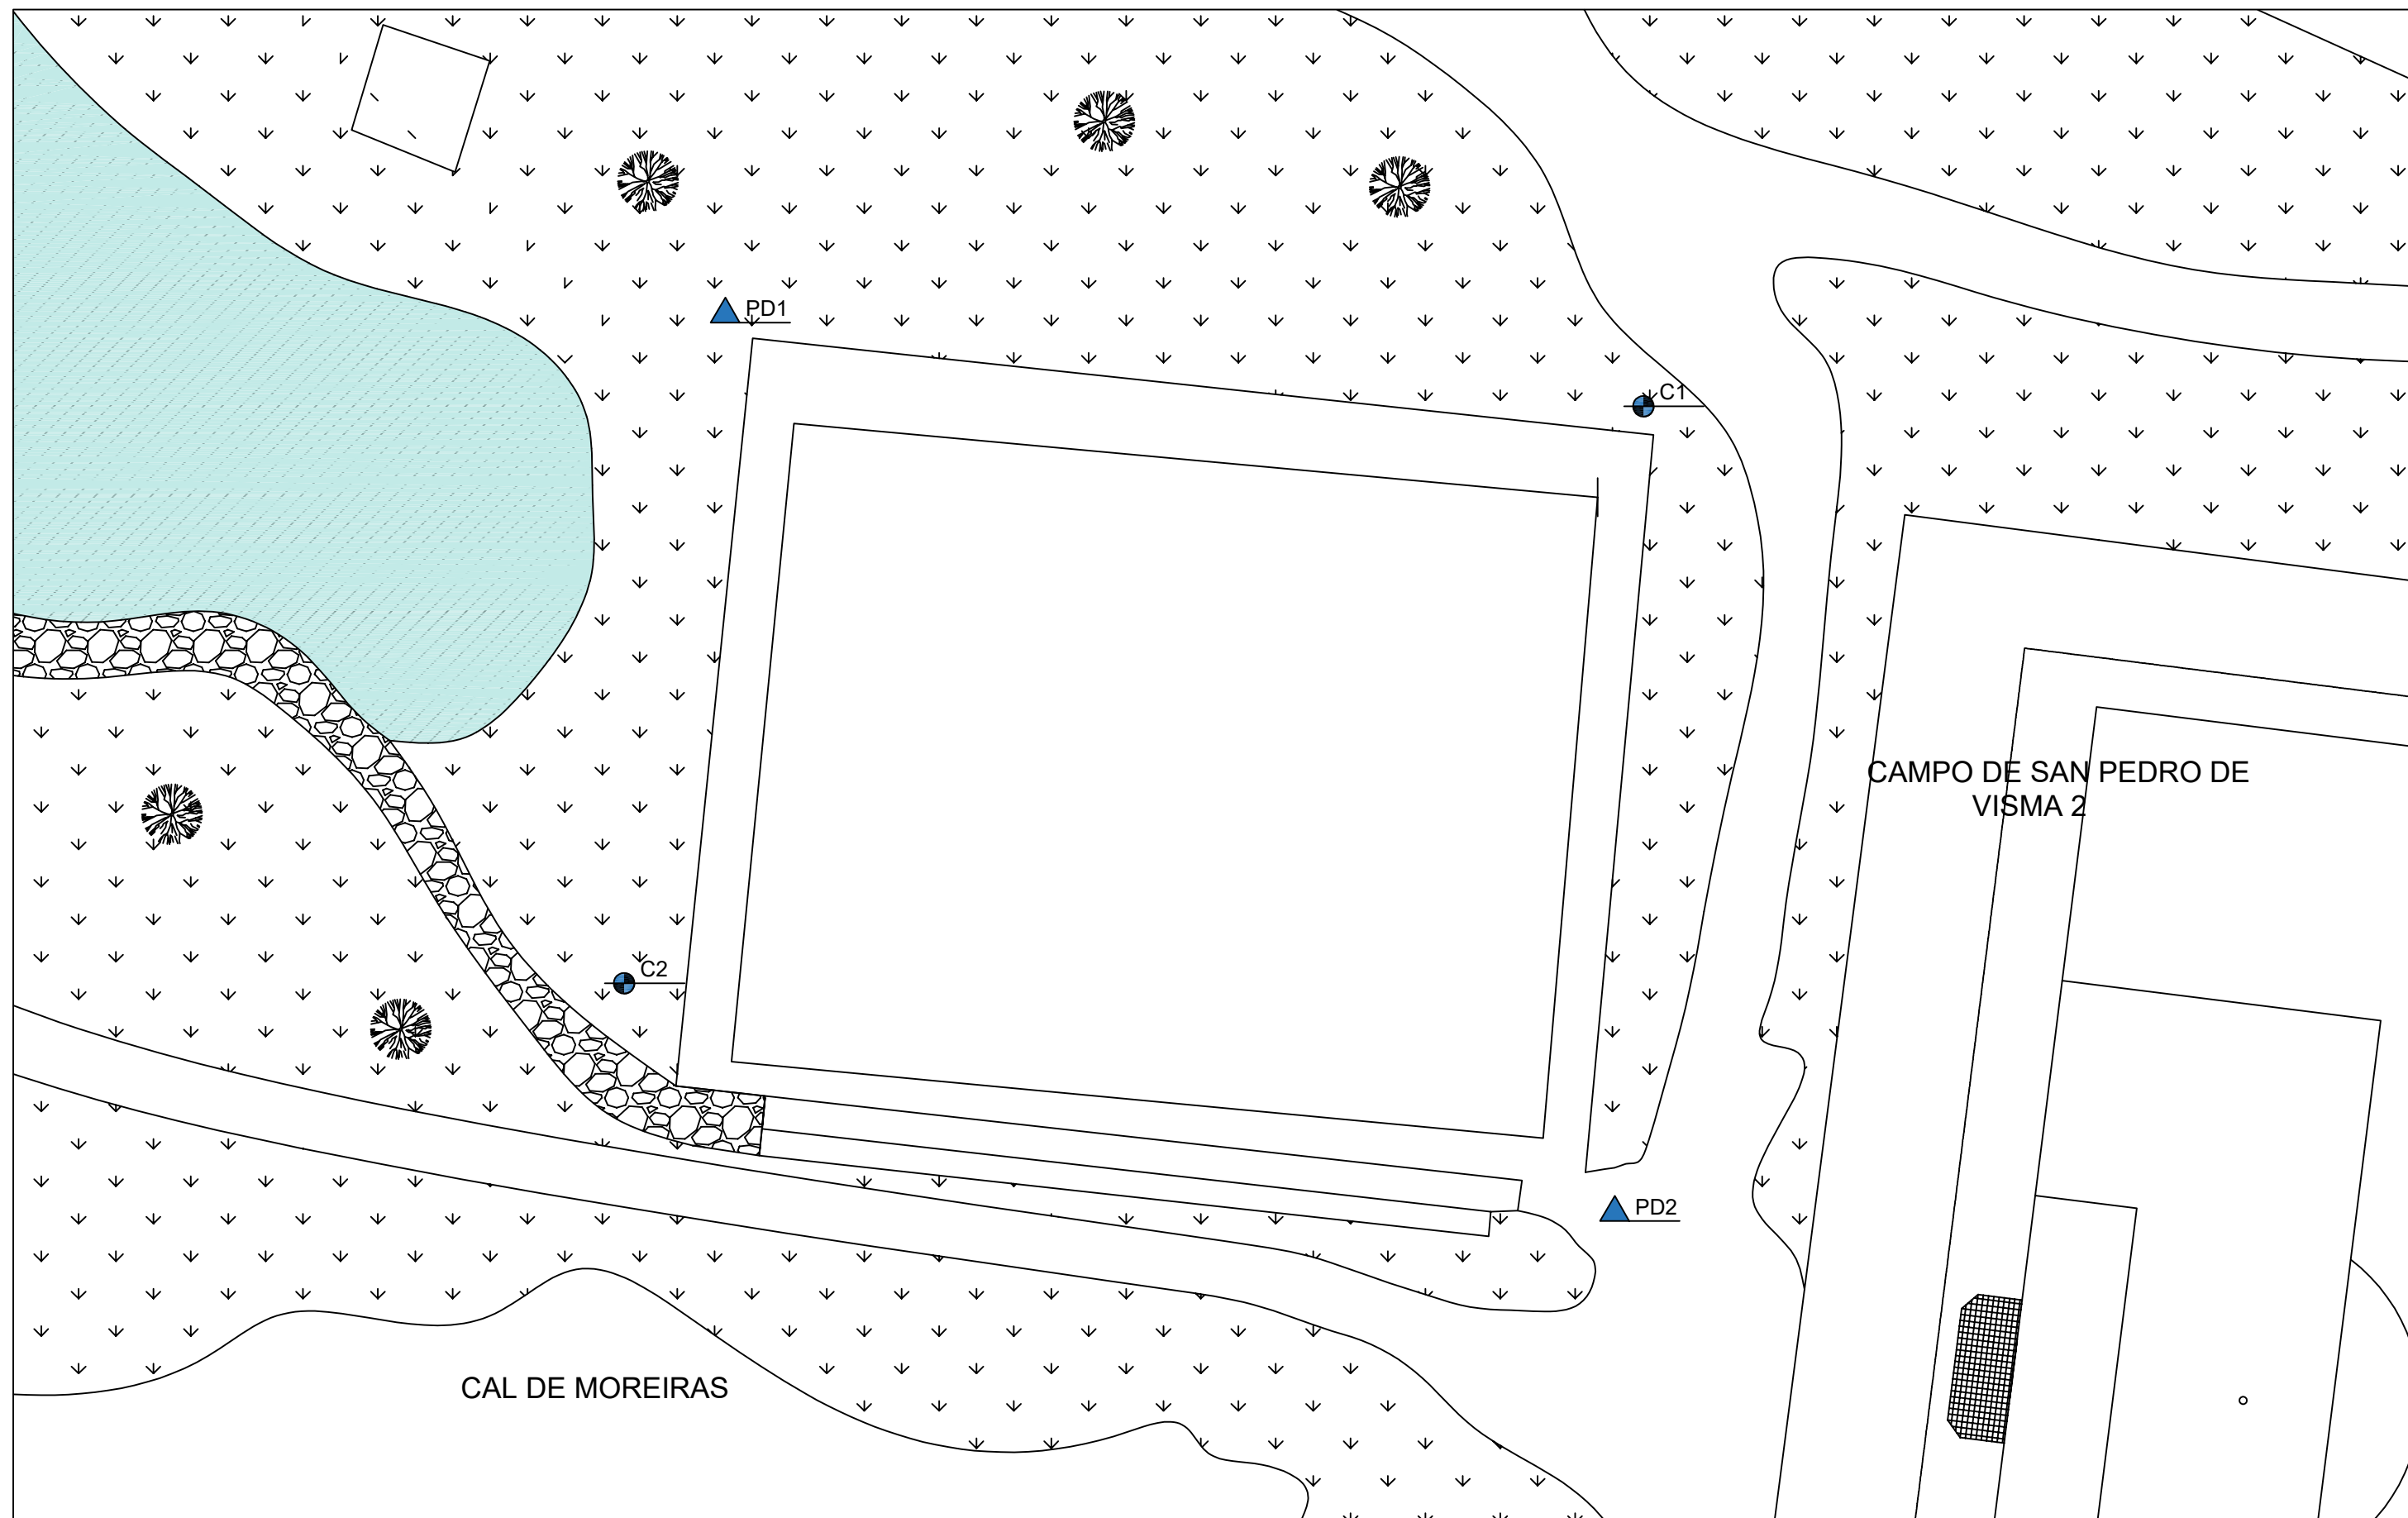 PD1
C1
CAMPO DE SAN PEDRO DE
VISMA 2
C2
PD2
CAL DE MOREIRAS